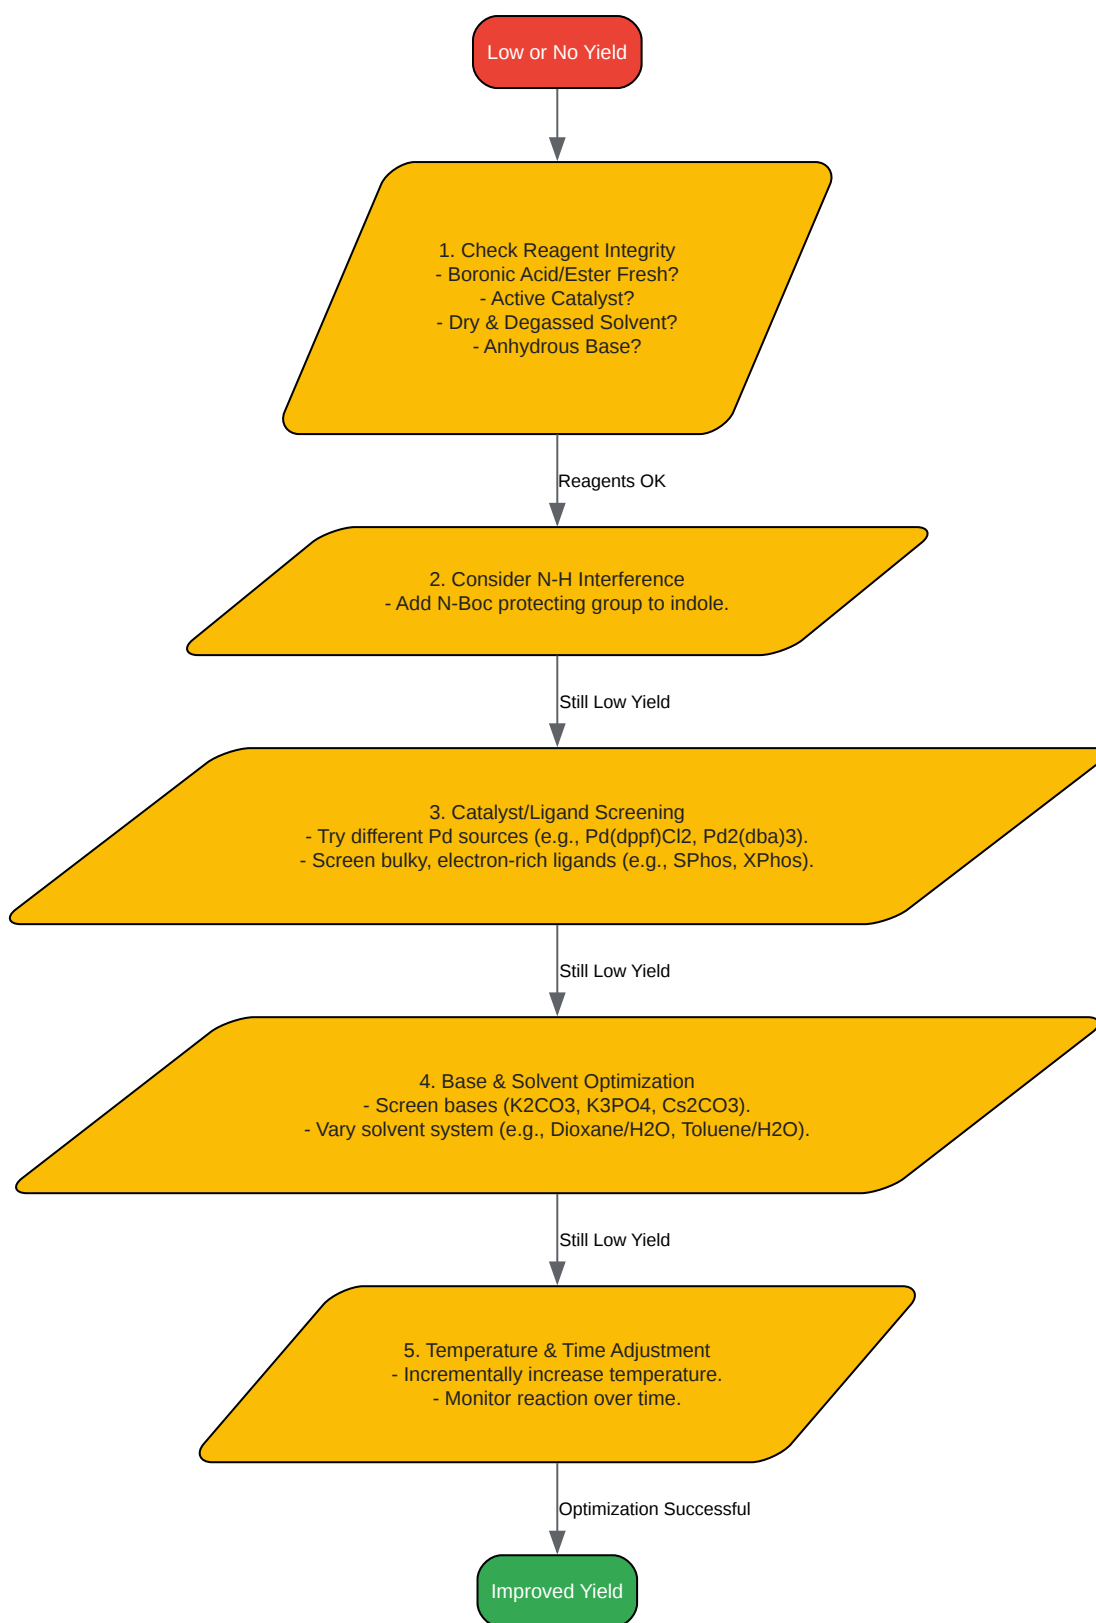 Low or No Yield
1. Check Reagent Integrity
- Boronic Acid/Ester Fresh?
- Active Catalyst?
- Dry & Degassed Solvent?
- Anhydrous Base?
Reagents OK
2. Consider N-H Interference
- Add N-Boc protecting group to indole.
Still Low Yield
3. Catalyst/Ligand Screening
- Try different Pd sources (e.g., Pd(dppf)Cl2, Pd2(dba)3).
- Screen bulky, electron-rich ligands (e.g., SPhos, XPhos).
Still Low Yield
4. Base & Solvent Optimization
- Screen bases (K2CO3, K3PO4, Cs2CO3).
- Vary solvent system (e.g., Dioxane/H2O, Toluene/H2O).
Still Low Yield
5. Temperature & Time Adjustment
- Incrementally increase temperature.
- Monitor reaction over time.
Optimization Successful
Improved Yield